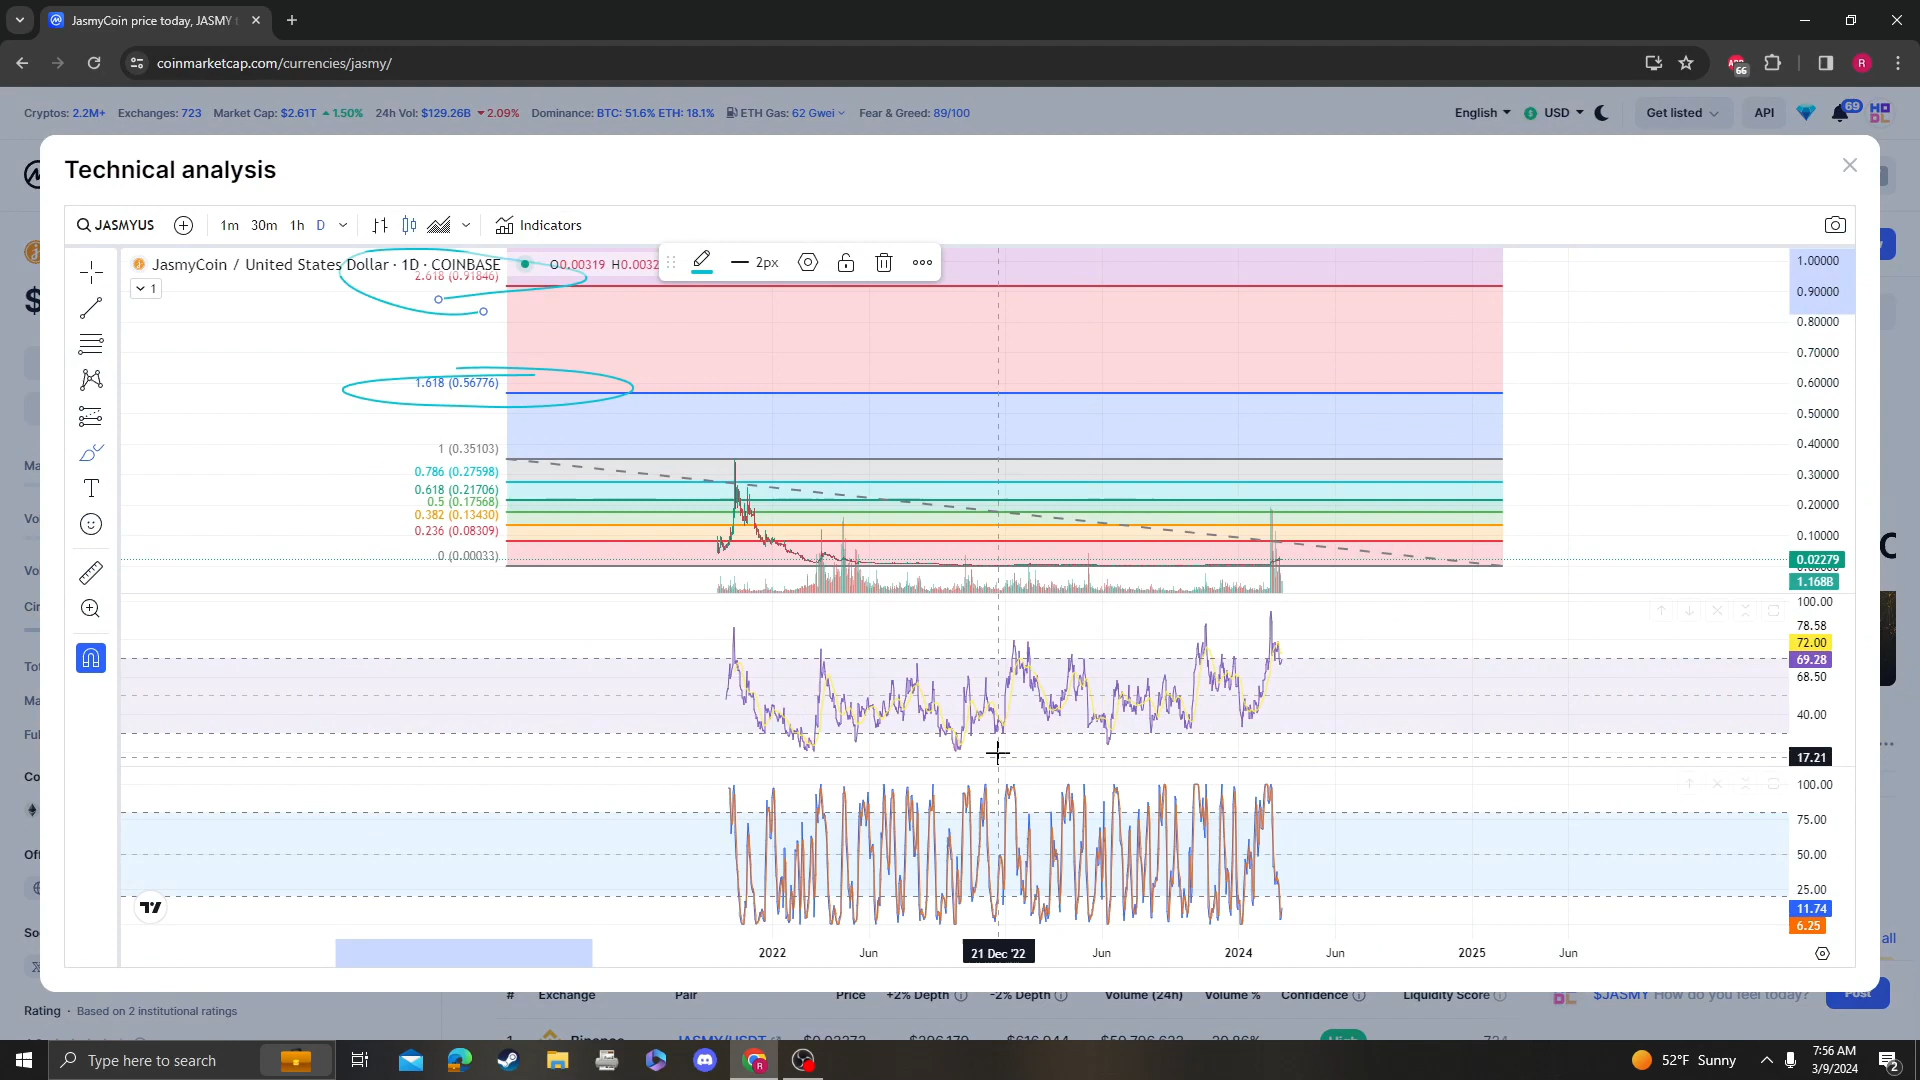 JasmyCoin price today, JASMY
coinmarketcap.com/currencies/jasmy/
66
R
Cryptos: 2.2M+ Exchanges: 723 Market Cap: $2.61T 1.50% 24h Vol: $129.26B 2.09% Dominance: BTC: 51.6% ETH: 18.1% ETH Gas: 62 Gwei Fear & Greed: 89/100
English USD Get listed API 69
Technical analysis
JASMYUS 1m 30m 1h D Indicators
JasmyCoin / United States Dollar · 1D · COINBASE O0.00319 H0.0032
2px
1
2.618 (0.91846)
1.618 (0.56776)
1 (0.35103)
0.786 (0.27598)
0.618 (0.21706)
0.5 (0.17568)
0.382 (0.13430)
0.236 (0.08309)
0 (0.00033)
1.00000
0.90000
0.80000
0.70000
0.60000
0.50000
0.40000
0.30000
0.20000
0.10000
0.02279
1.168B
100.00
78.58
72.00
69.28
68.50
40.00
17.21
100.00
75.00
50.00
25.00
11.74
6.25
2022 Jun 21 Dec '22 Jun 2024 Jun 2025 Jun
# Exchange Pair Price +2% Depth -2% Depth Volume (24h) Volume % Confidence Liquidity Score
$JASMY How do you feel today? Post
all
Rating · Based on 2 institutional ratings
Type here to search
52°F Sunny
7:56 AM
3/9/2024
2